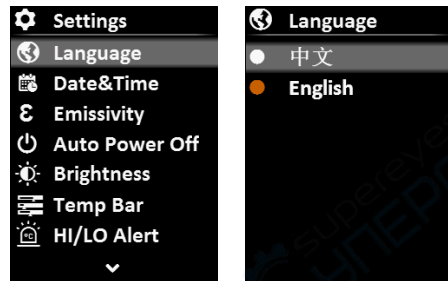 Settings
Language
Date&Time
Emissivity
Auto Power Off
Brightness
Temp Bar
HI/LO Alert
Language
中文
English